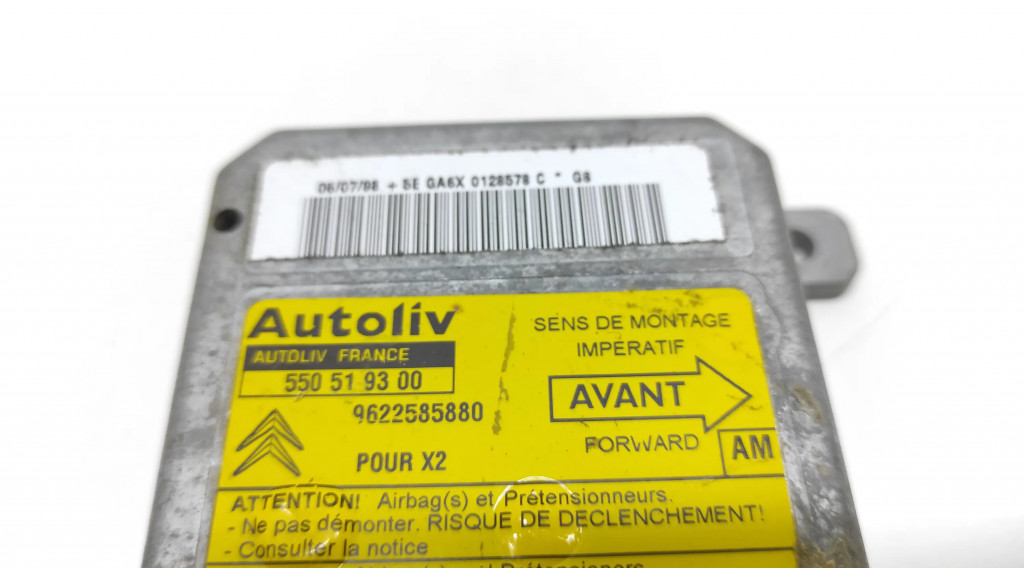 06/07/98 + 5E GA6X 0128578 C * G8
Autoliv
AUTOLIV FRANCE
550 51 93 00
9622585880
POUR X2
SENS DE MONTAGE
IMPÉRATIF
AVANT
FORWARD
AM
ATTENTION! Airbag(s) et Prétensionneurs.
- Ne pas démonter. RISQUE DE DECLENCHEMENT!
- Consulter la notice